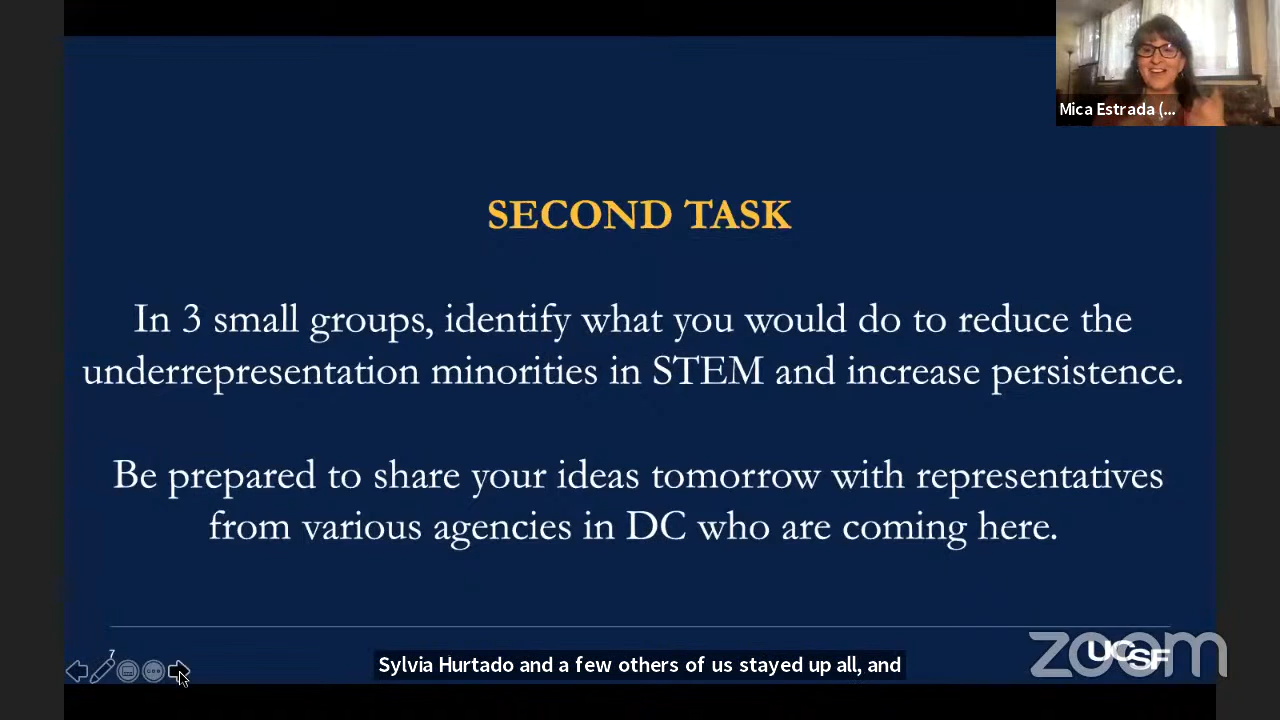 Mica Estrada (...
SECOND TASK
In 3 small groups, identify what you would do to reduce the
underrepresentation minorities in STEM and increase persistence.
Be prepared to share your ideas tomorrow with representatives
from various agencies in DC who are coming here.
7
Sylvia Hurtado and a few others of us stayed up all, and
UCSF
zoom